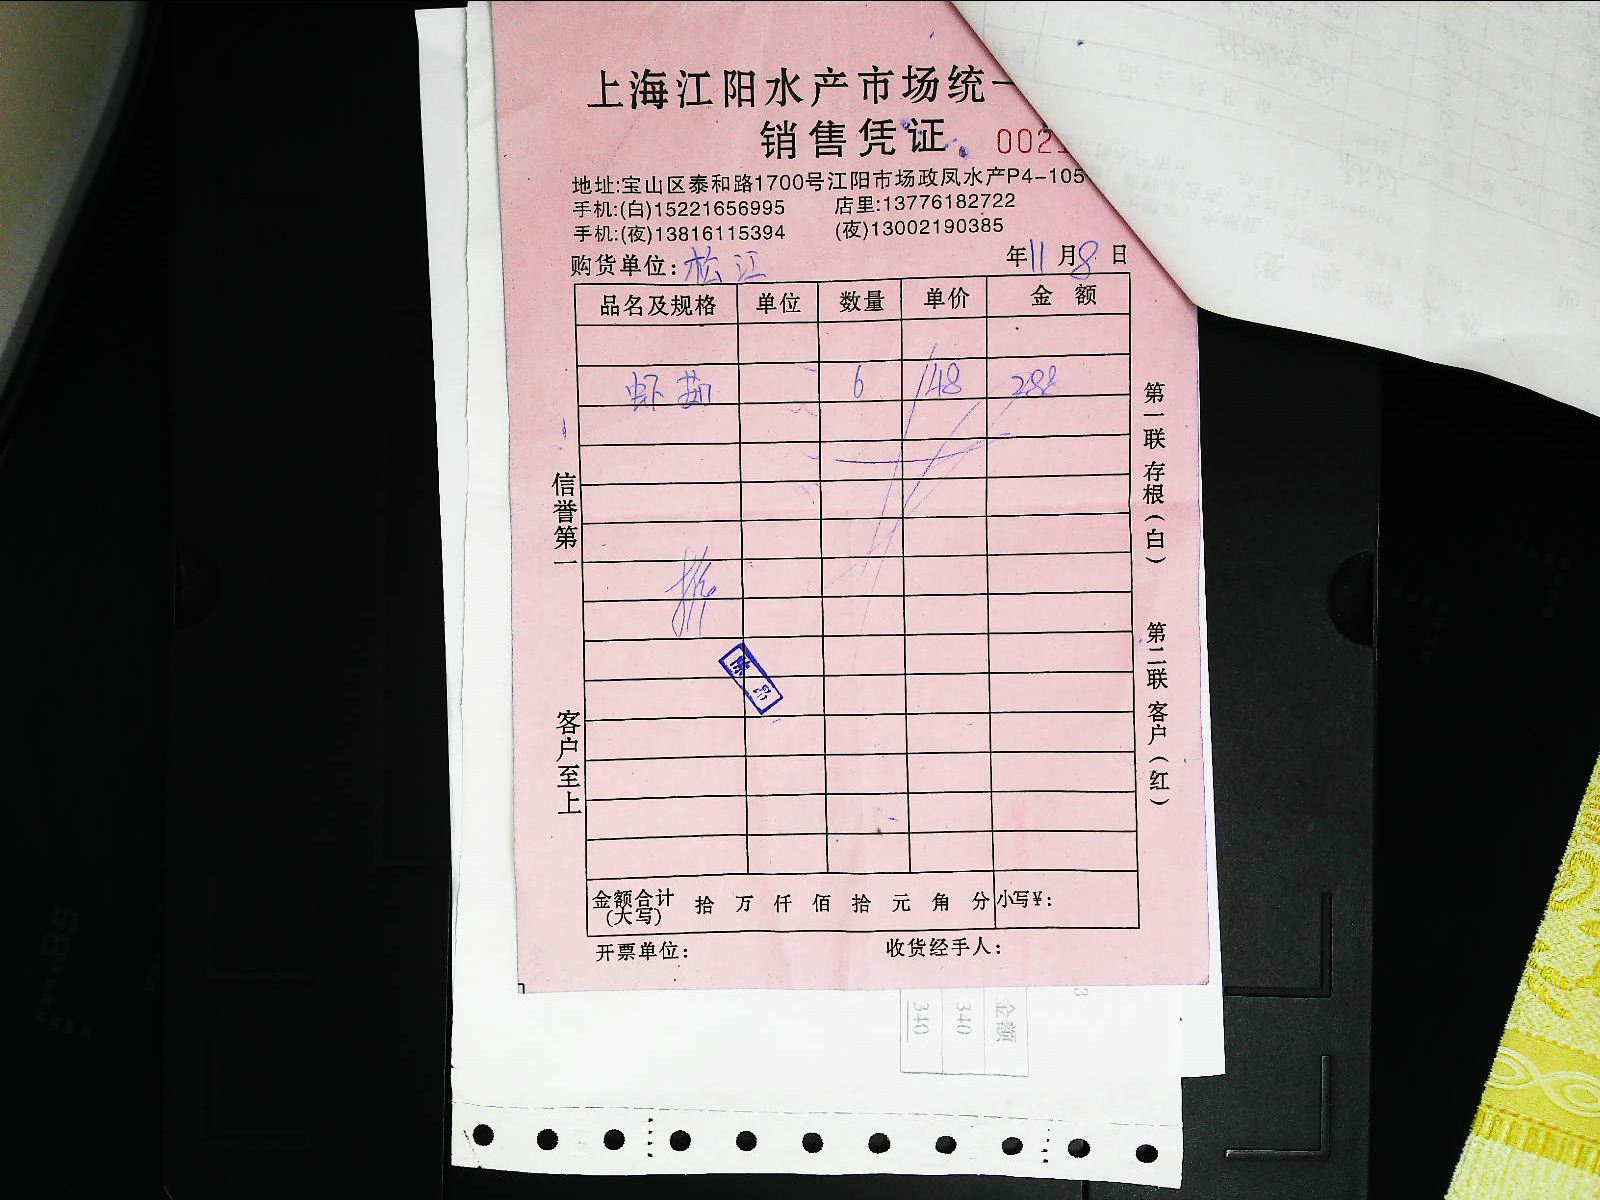 上海江阳水产市场统一
销售凭证
002
地址:宝山区泰和路1700号江阳市场政凤水产P4-105
手机:(白)15221656995 店里:13776182722
手机:(夜)13816115394 (夜)13002190385
购货单位: 松江 年11月8日
品名及规格 单位 数量 单价 金额
虾 6 48 288
信誉第一
客户至上
第一联 存根(白)
第二联 客户(红)
金额合计(大写) 拾 万 仟 佰 拾 元 角 分 小写¥:
开票单位: 收货经手人:
金额
340
340